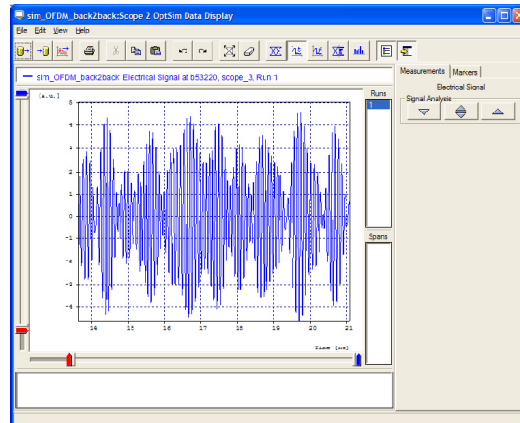 sim_OFDM_back2back:Scope 2 OptSim Data Display
File Edit View Help
sim_OFDM_back2back Electrical Signal at b53220, scope_3, Run 1
Runs
1
Measurements Markers
Electrical Signal
Signal Analysis
[a.u.]
5
4
3
2
1
0
-1
-2
-3
-4
14 15 16 17 18 19 20 21
Time [ns]
Spans